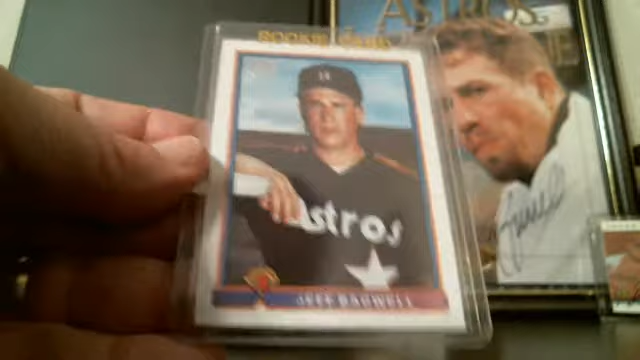 ASTROS
ROOKIE CARD
H
Astros
JEFF BAGWELL